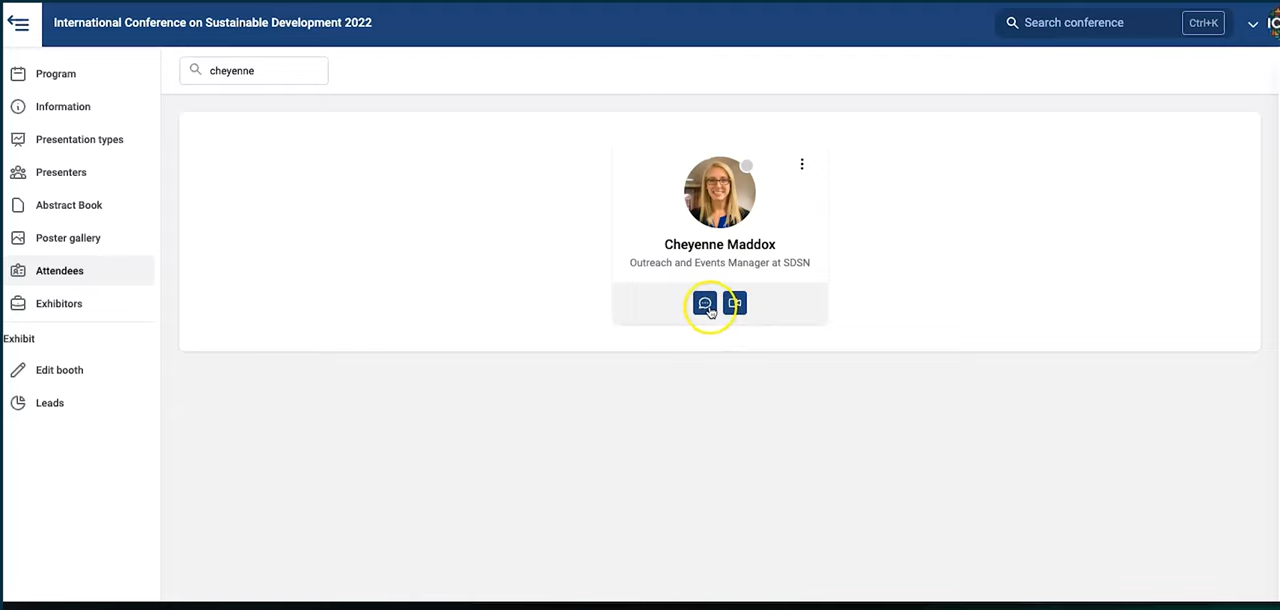 International Conference on Sustainable Development 2022
Search conference
Ctrl+K
IC
Program
Information
Presentation types
Presenters
Abstract Book
Poster gallery
Attendees
Exhibitors
Exhibit
Edit booth
Leads
cheyenne
Cheyenne Maddox
Outreach and Events Manager at SDSN